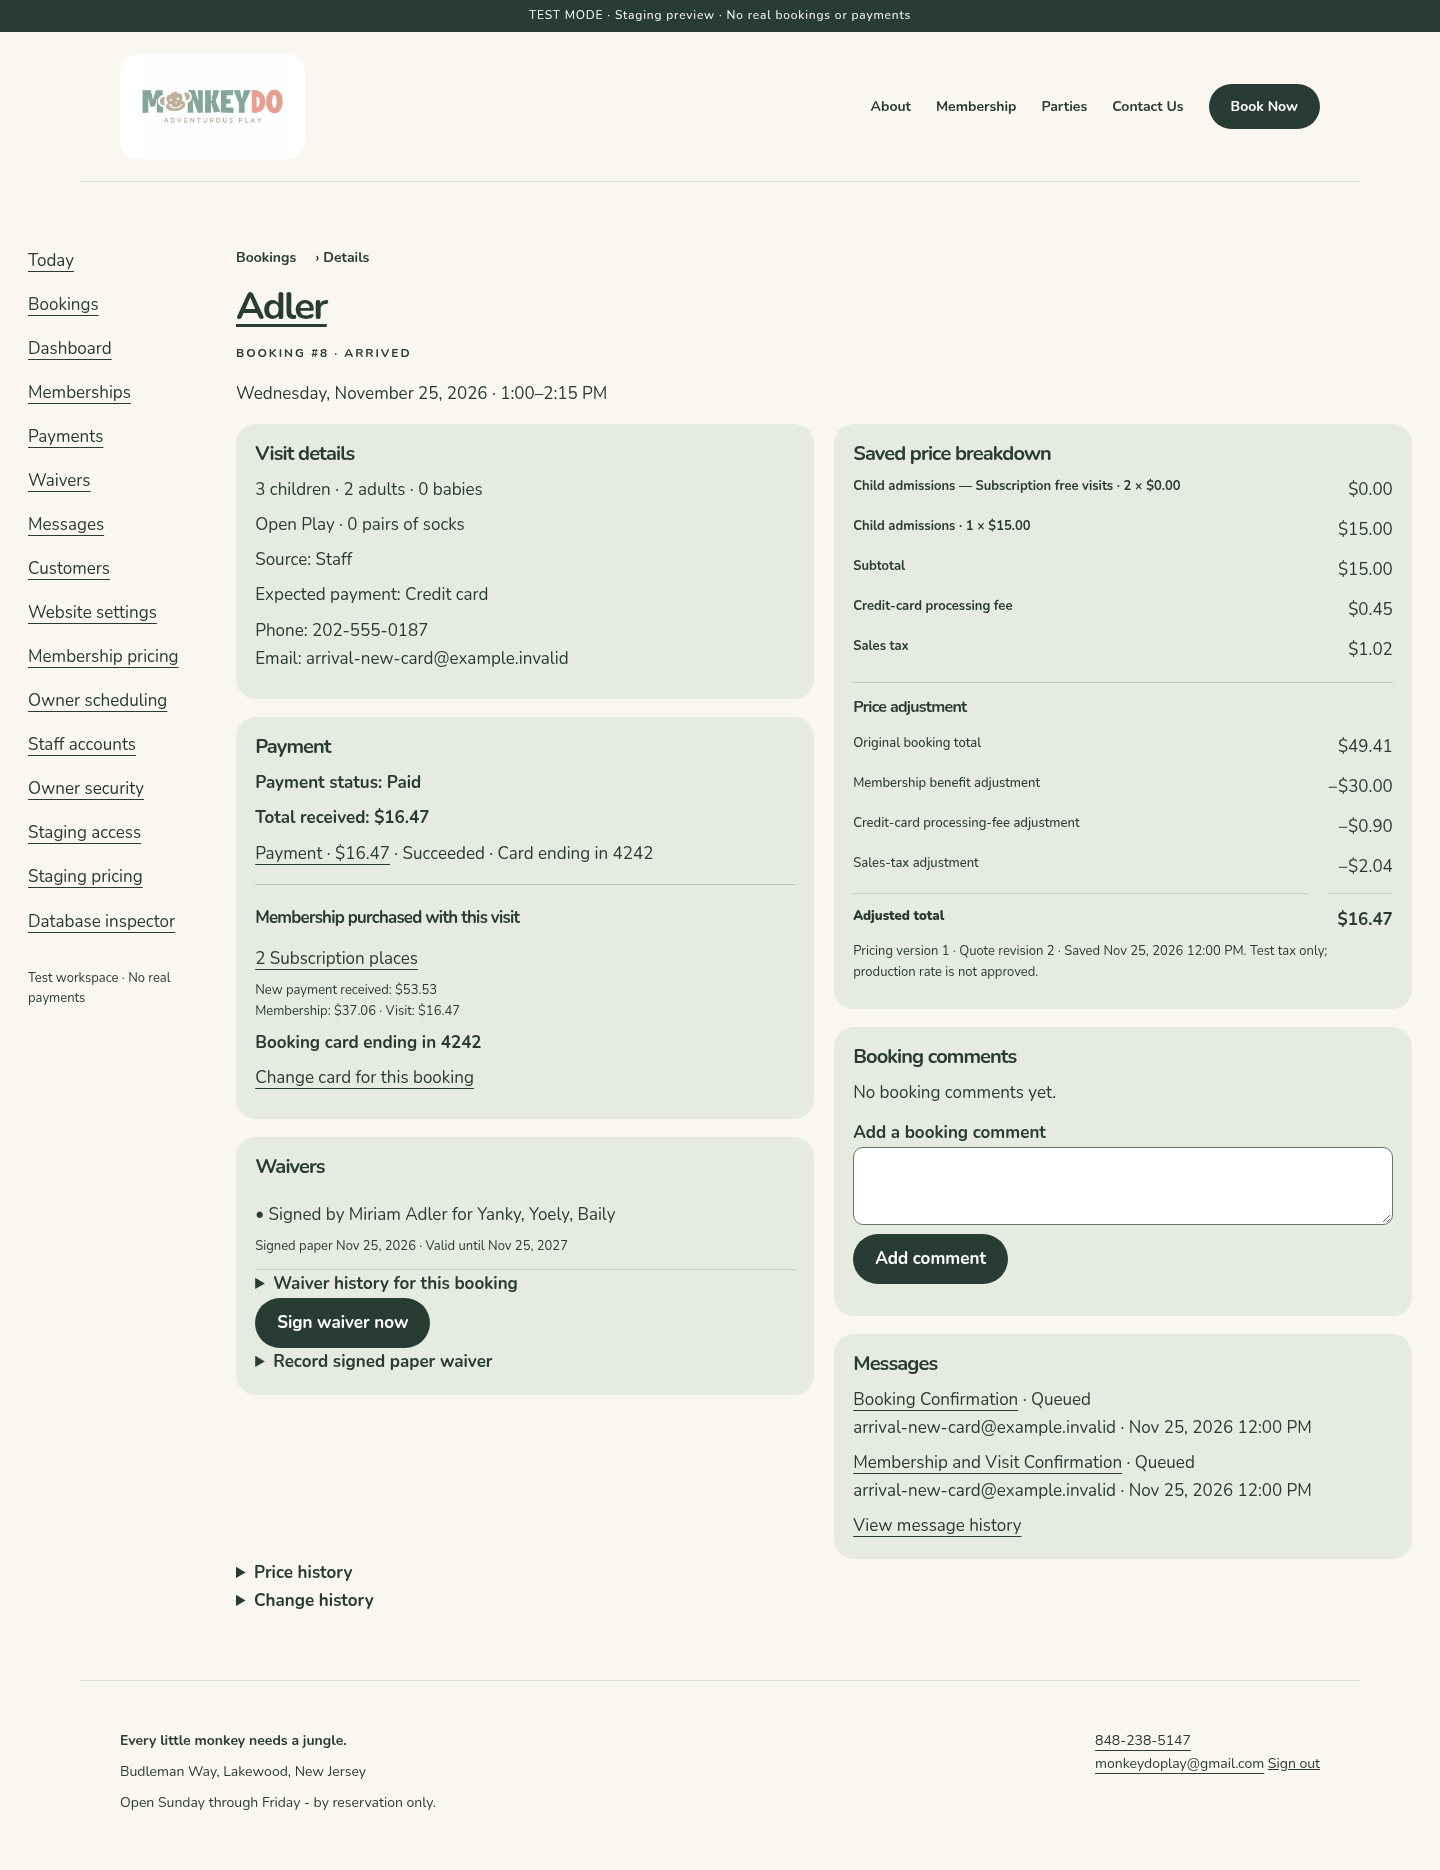 TEST MODE · Staging preview · No real bookings or payments
MONKEYDO
ADVENTUROUS PLAY
About
Membership
Parties
Contact Us
Book Now
Today
Bookings
Dashboard
Memberships
Payments
Waivers
Messages
Customers
Website settings
Membership pricing
Owner scheduling
Staff accounts
Owner security
Staging access
Staging pricing
Database inspector
Test workspace · No real
payments
Bookings › Details
Adler
BOOKING #8 · ARRIVED
Wednesday, November 25, 2026 · 1:00–2:15 PM
Visit details
3 children · 2 adults · 0 babies
Open Play · 0 pairs of socks
Source: Staff
Expected payment: Credit card
Phone: 202-555-0187
Email: arrival-new-card@example.invalid
Payment
Payment status: Paid
Total received: $16.47
Payment · $16.47 · Succeeded · Card ending in 4242
Membership purchased with this visit
2 Subscription places
New payment received: $53.53
Membership: $37.06 · Visit: $16.47
Booking card ending in 4242
Change card for this booking
Waivers
• Signed by Miriam Adler for Yanky, Yoely, Baily
Signed paper Nov 25, 2026 · Valid until Nov 25, 2027
▶ Waiver history for this booking
Sign waiver now
▶ Record signed paper waiver
Saved price breakdown
Child admissions — Subscription free visits · 2 × $0.00 $0.00
Child admissions · 1 × $15.00 $15.00
Subtotal $15.00
Credit-card processing fee $0.45
Sales tax $1.02
Price adjustment
Original booking total $49.41
Membership benefit adjustment −$30.00
Credit-card processing-fee adjustment −$0.90
Sales-tax adjustment −$2.04
Adjusted total $16.47
Pricing version 1 · Quote revision 2 · Saved Nov 25, 2026 12:00 PM. Test tax only;
production rate is not approved.
Booking comments
No booking comments yet.
Add a booking comment
Add comment
Messages
Booking Confirmation · Queued
arrival-new-card@example.invalid · Nov 25, 2026 12:00 PM
Membership and Visit Confirmation · Queued
arrival-new-card@example.invalid · Nov 25, 2026 12:00 PM
View message history
▶ Price history
▶ Change history
Every little monkey needs a jungle.
Budleman Way, Lakewood, New Jersey
Open Sunday through Friday - by reservation only.
848-238-5147
monkeydoplay@gmail.com Sign out